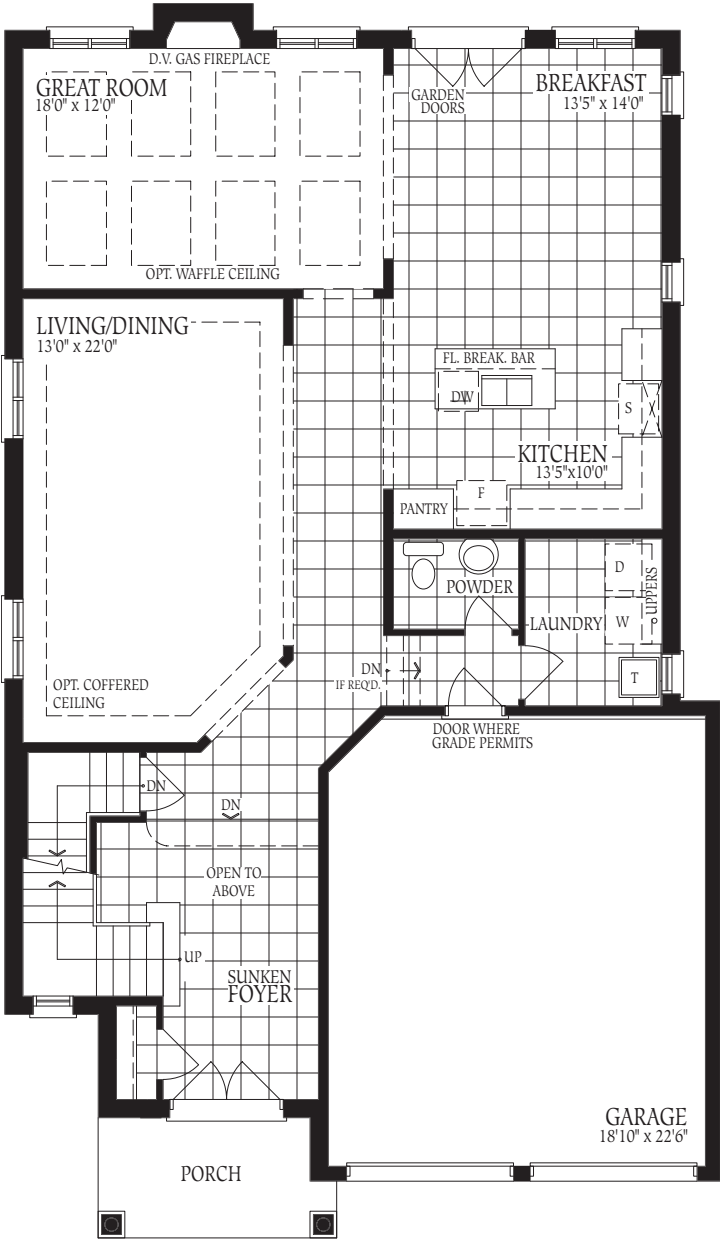 D.V. GAS FIREPLACE
GREAT ROOM
18'0" x 12'0"
OPT. WAFFLE CEILING
GARDEN
DOORS
BREAKFAST
13'5" x 14'0"
LIVING/DINING
13'0" x 22'0"
OPT. COFFERED
CEILING
FL. BREAK. BAR
DW
S
KITCHEN
13'5"x10'0"
F
PANTRY
POWDER
D
W
UPPERS
LAUNDRY
T
DN
IF REQ'D.
DOOR WHERE
GRADE PERMITS
DN
DN
OPEN TO
ABOVE
UP
SUNKEN
FOYER
GARAGE
18'10" x 22'6"
PORCH